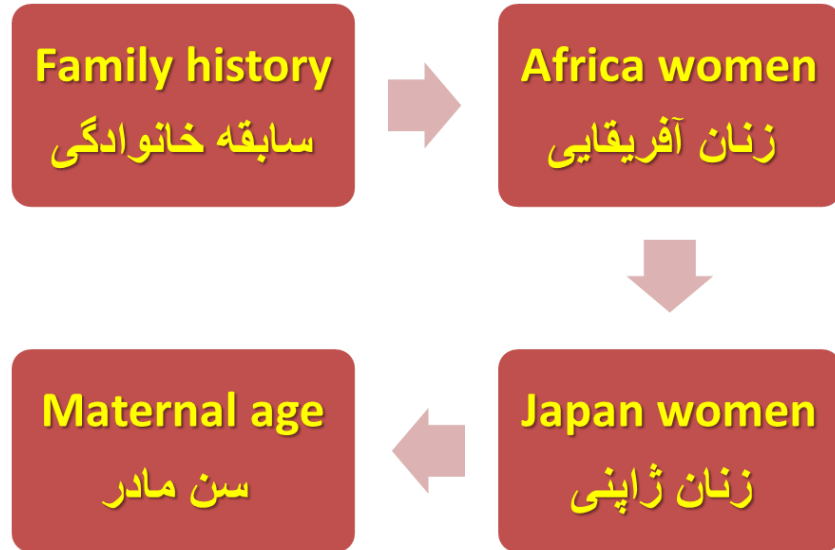 Family history
سابقه خانوادگی
Africa women
زنان آفریقایی
Japan women
زنان ژاپنی
Maternal age
سن مادر